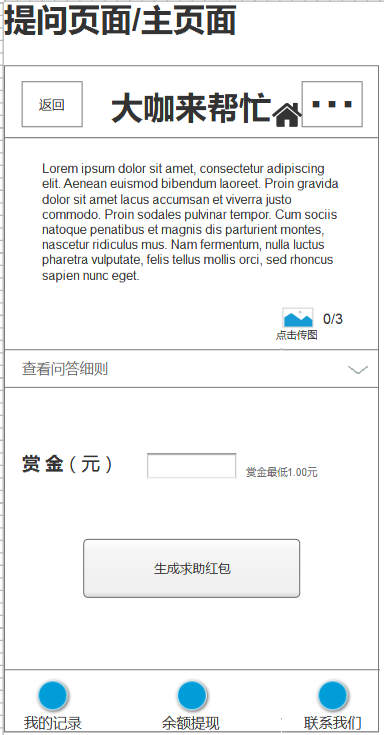 提问页面/主页面
返回
大咖来帮忙
Lorem ipsum dolor sit amet, consectetur adipiscing
elit. Aenean euismod bibendum laoreet. Proin gravida
dolor sit amet lacus accumsan et viverra justo
commodo. Proin sodales pulvinar tempor. Cum sociis
natoque penatibus et magnis dis parturient montes,
nascetur ridiculus mus. Nam fermentum, nulla luctus
pharetra vulputate, felis tellus mollis orci, sed rhoncus
sapien nunc eget.
0/3
点击传图
查看问答细则
赏 金（元）
赏金最低1.00元
生成求助红包
我的记录
余额提现
联系我们